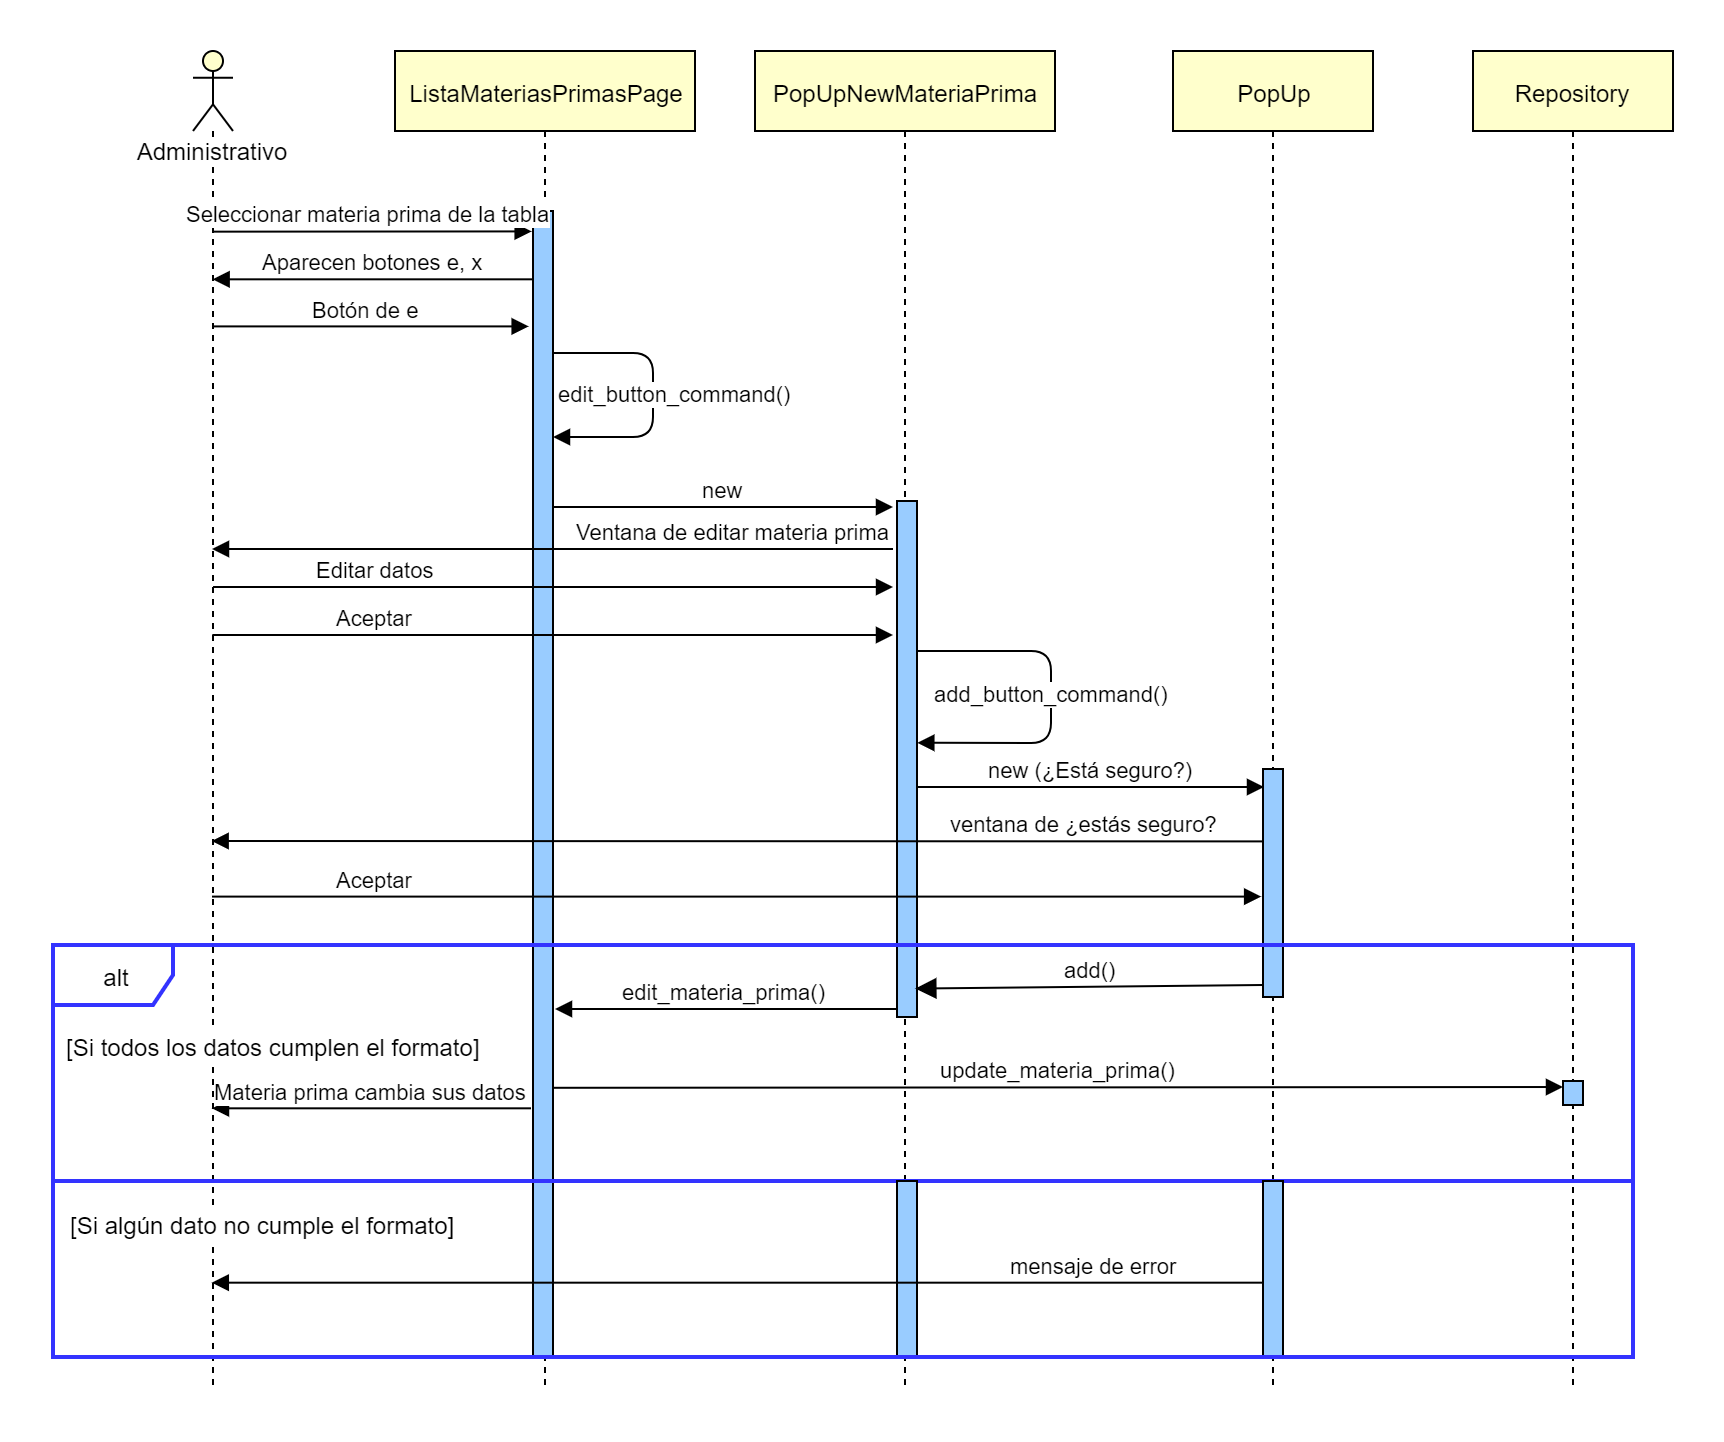 Administrativo
ListaMateriasPrimasPage
PopUpNewMateriaPrima
PopUp
Repository
Seleccionar materia prima de la tabla
Aparecen botones e, x
Botón de e
edit_button_command()
new
Ventana de editar materia prima
Editar datos
Aceptar
add_button_command()
new (¿Está seguro?)
ventana de ¿estás seguro?
Aceptar
alt
add()
edit_materia_prima()
[Si todos los datos cumplen el formato]
update_materia_prima()
Materia prima cambia sus datos
[Si algún dato no cumple el formato]
mensaje de error